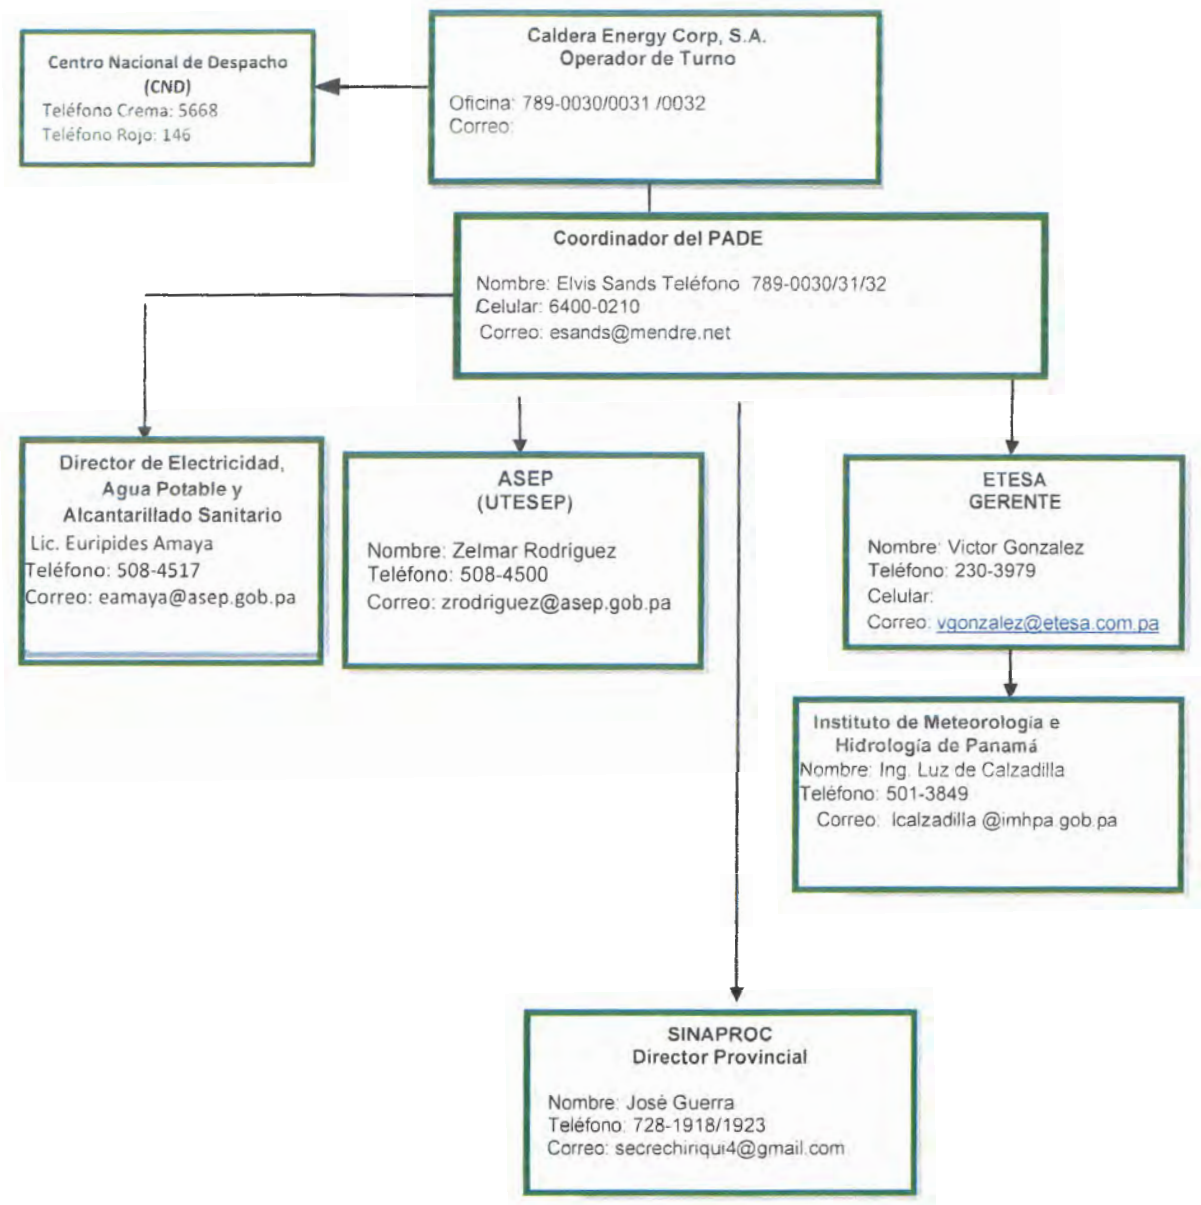 Caldera Energy Corp, S.A.
Operador de Turno
Oficina: 789-0030/0031 /0032
Correo:
Centro Nacional de Despacho
(CND)
Teléfono Crema: 5668
Teléfono Rojo: 146
Coordinador del PADE
Nombre: Elvis Sands Teléfono 789-0030/31/32
Celular: 6400-0210
Correo: esands@mendre.net
Director de Electricidad,
Agua Potable y
Alcantarillado Sanitario
Lic. Euripides Amaya
Teléfono: 508-4517
Correo: eamaya@asep.gob.pa
ASEP
(UTESEP)
Nombre: Zelmar Rodríguez
Teléfono: 508-4500
Correo: zrodriguez@asep.gob.pa
ETESA
GERENTE
Nombre: Victor Gonzalez
Teléfono: 230-3979
Celular:
Correo: vgonzalez@etesa.com.pa
Instituto de Meteorología e
Hidrología de Panamá
Nombre: Ing. Luz de Calzadilla
Teléfono: 501-3849
Correo: lcalzadilla @imhpa.gob.pa
SINAPROC
Director Provincial
Nombre: José Guerra
Teléfono: 728-1918/1923
Correo: secrechiriqui4@gmail.com